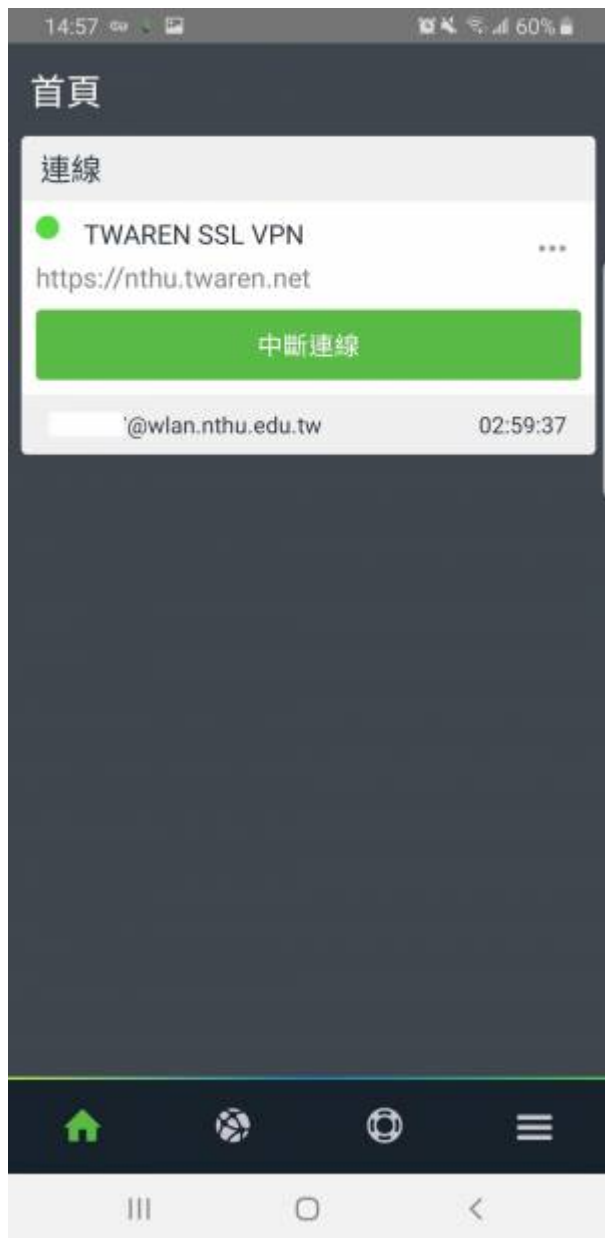 14:57 60%
首頁
連線
TWAREN SSL VPN
https://nthu.twaren.net
中斷連線
@wlan.nthu.edu.tw 02:59:37